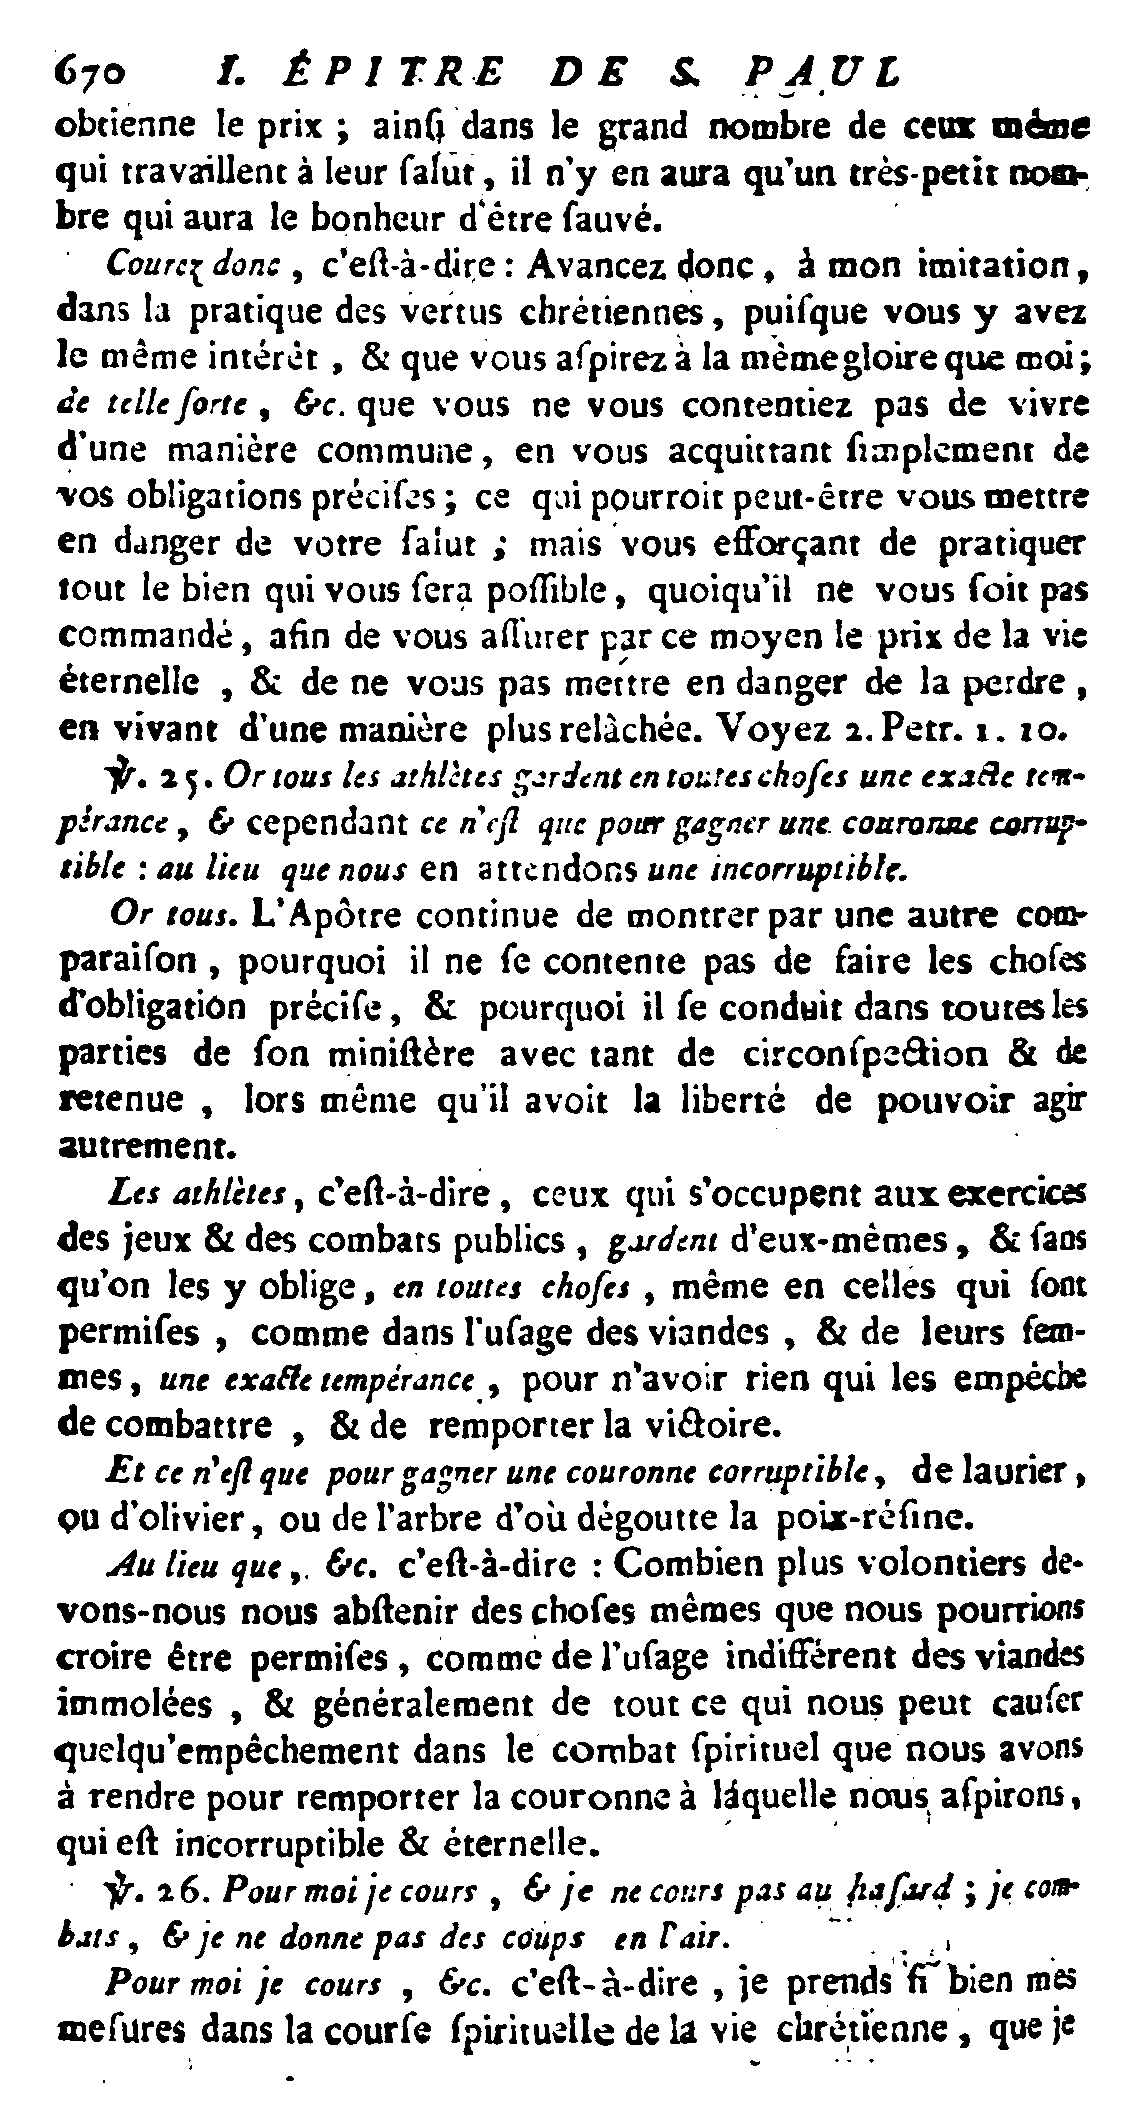 670 I. ÉPITRE DE S. PAUL
obtienne le prix ; ainſi dans le grand nombre de ceux même
qui travaillent à leur ſalut, il n'y en aura qu'un très-petit nom-
bre qui aura le bonheur d'être ſauvé.
Courez donc, c'eſt-à-dire : Avancez donc, à mon imitation,
dans la pratique des vertus chrétiennes, puiſque vous y avez
le même intérêt, & que vous aſpirez à la même gloire que moi ;
de telle ſorte, &c. que vous ne vous contentiez pas de vivre
d'une manière commune, en vous acquittant ſimplement de
vos obligations préciſes ; ce qui pourroit peut-être vous mettre
en danger de votre ſalut ; mais vous efforçant de pratiquer
tout le bien qui vous ſera poſſible, quoiqu'il ne vous ſoit pas
commandé, afin de vous aſſurer par ce moyen le prix de la vie
éternelle, & de ne vous pas mettre en danger de la perdre,
en vivant d'une manière plus relâchée. Voyez 2. Petr. 1. 10.
℣. 25. Or tous les athlètes gardent en toutes choſes une exacte tem-
pérance, & cependant ce n'eſt que pour gagner une couronne corrup-
tible : au lieu que nous en attendons une incorruptible.
Or tous. L'Apôtre continue de montrer par une autre com-
paraiſon, pourquoi il ne ſe contente pas de faire les choſes
d'obligation préciſe, & pourquoi il ſe conduit dans toutes les
parties de ſon miniſtère avec tant de circonſpection & de
retenue, lors même qu'il avoit la liberté de pouvoir agir
autrement.
Les athlètes, c'eſt-à-dire, ceux qui s'occupent aux exercices
des jeux & des combats publics, gardent d'eux-mêmes, & ſans
qu'on les y oblige, en toutes choſes, même en celles qui ſont
permiſes, comme dans l'uſage des viandes, & de leurs fem-
mes, une exacte tempérance, pour n'avoir rien qui les empêche
de combattre, & de remporter la victoire.
Et ce n'eſt que pour gagner une couronne corruptible, de laurier,
ou d'olivier, ou de l'arbre d'où dégoutte la poix-réſine.
Au lieu que, &c. c'eſt-à-dire : Combien plus volontiers de-
vons-nous nous abſtenir des choſes mêmes que nous pourrions
croire être permiſes, comme de l'uſage indifférent des viandes
immolées, & généralement de tout ce qui nous peut cauſer
quelqu'empêchement dans le combat ſpirituel que nous avons
à rendre pour remporter la couronne à laquelle nous aſpirons,
qui eſt incorruptible & éternelle.
℣. 26. Pour moi je cours, & je ne cours pas au haſard ; je com-
bats, & je ne donne pas des coups en l'air.
Pour moi je cours, &c. c'eſt-à-dire, je prends ſi bien mes
meſures dans la courſe ſpirituelle de la vie chrétienne, que je